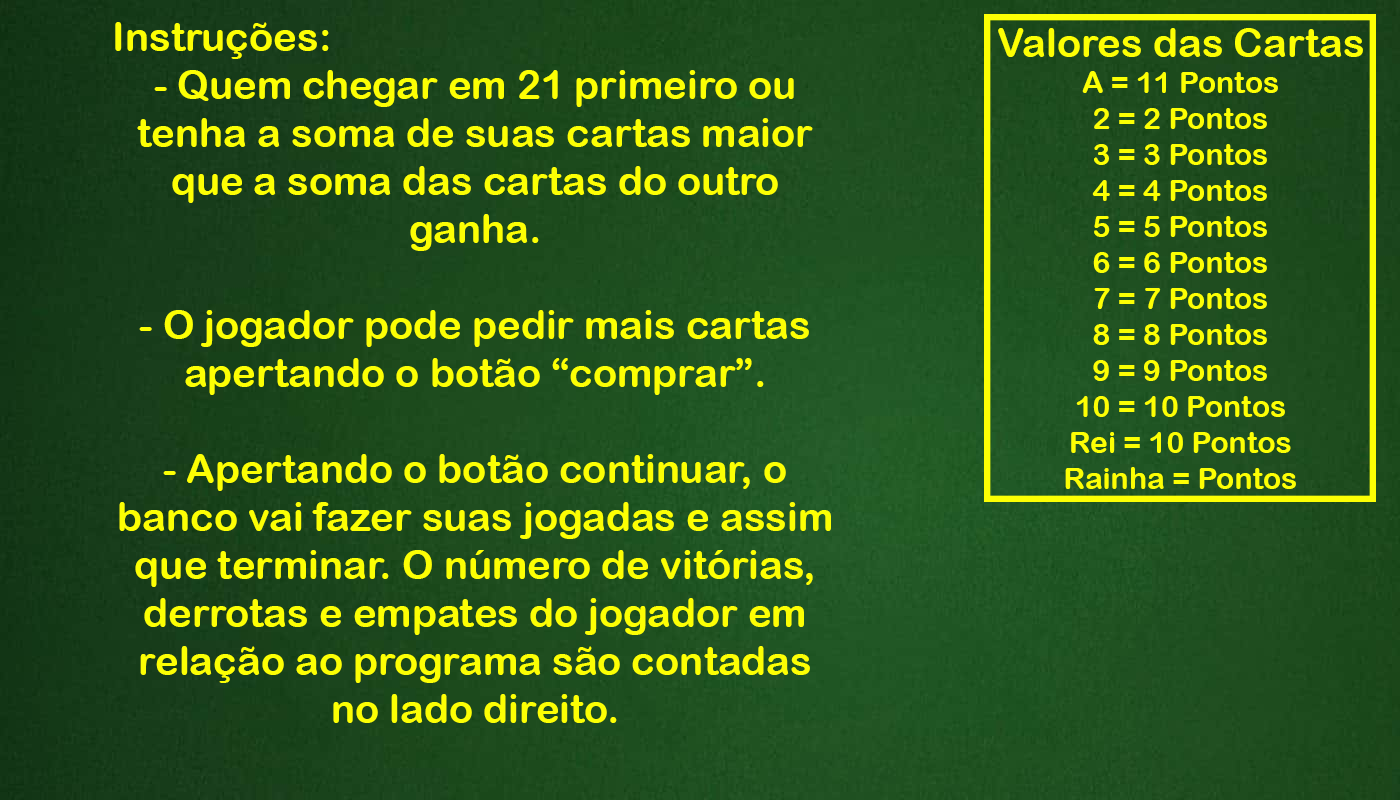 Instruções:
- Quem chegar em 21 primeiro ou
tenha a soma de suas cartas maior
que a soma das cartas do outro
ganha.
- O jogador pode pedir mais cartas
apertando o botão “comprar”.
- Apertando o botão continuar, o
banco vai fazer suas jogadas e assim
que terminar. O número de vitórias,
derrotas e empates do jogador em
relação ao programa são contadas
no lado direito.
Valores das Cartas
A = 11 Pontos
2 = 2 Pontos
3 = 3 Pontos
4 = 4 Pontos
5 = 5 Pontos
6 = 6 Pontos
7 = 7 Pontos
8 = 8 Pontos
9 = 9 Pontos
10 = 10 Pontos
Rei = 10 Pontos
Rainha = Pontos